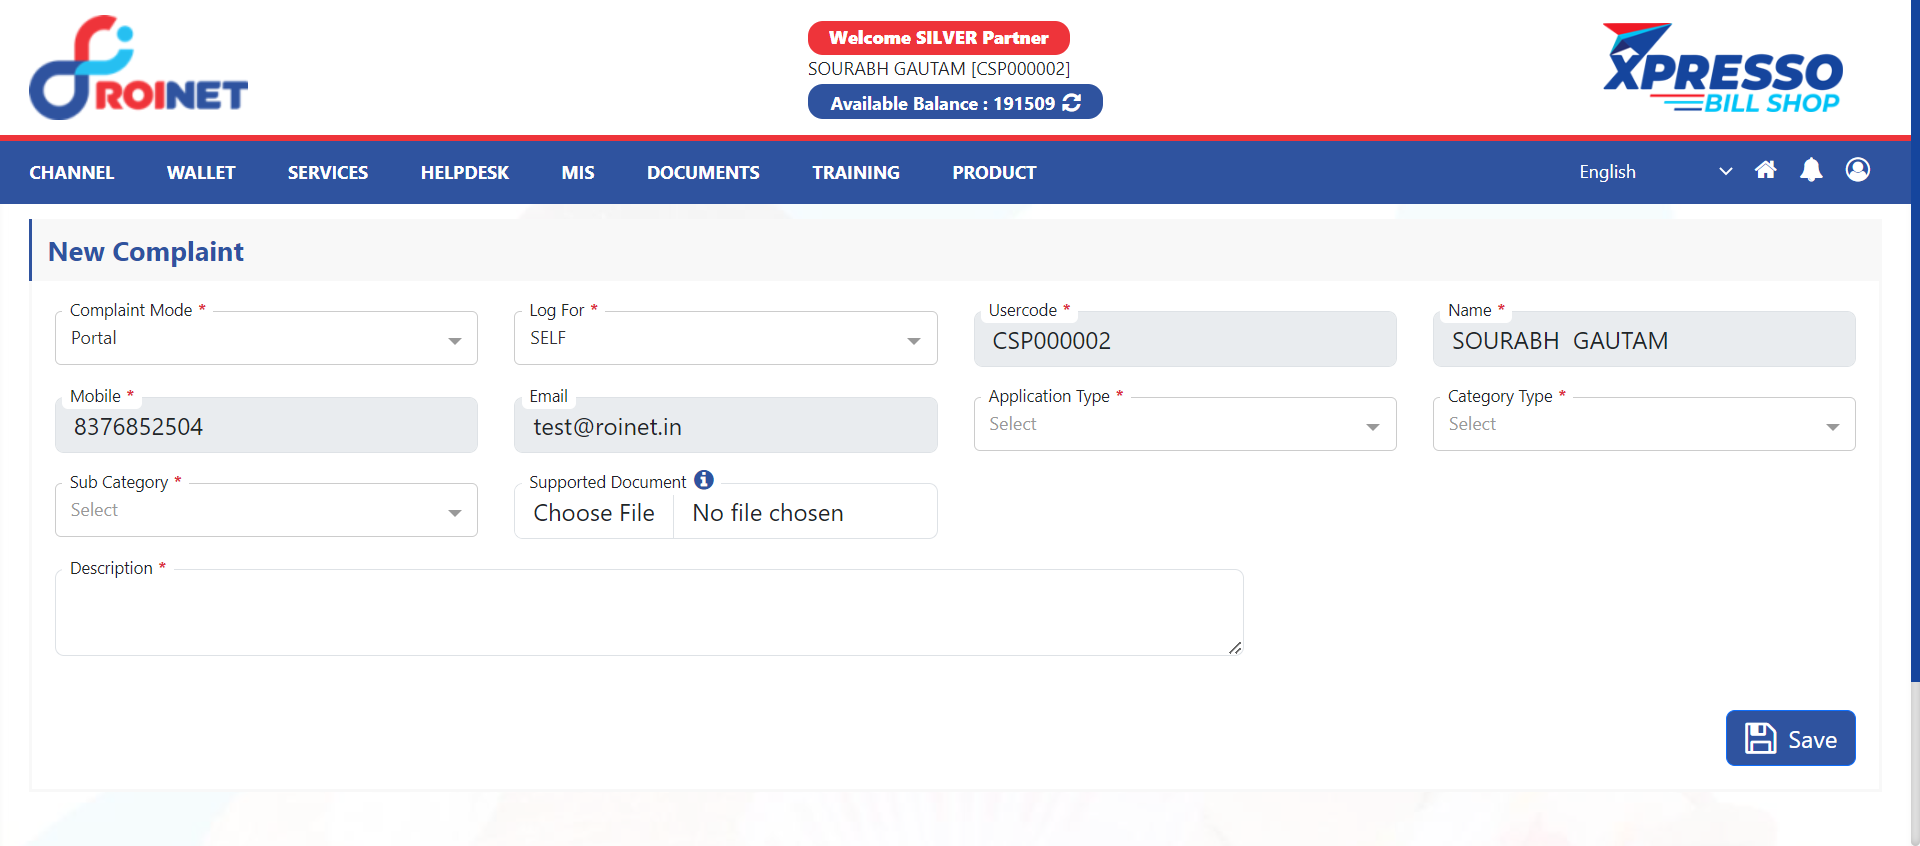 ROINET
Welcome SILVER Partner
SOURABH GAUTAM [CSP000002]
Available Balance : 191509
XPRESSO
BILL SHOP
CHANNEL WALLET SERVICES HELPDESK MIS DOCUMENTS TRAINING PRODUCT English
New Complaint
Complaint Mode * Log For * Usercode * Name *
Portal SELF CSP000002 SOURABH GAUTAM
Mobile * Email Application Type * Category Type *
8376852504 test@roinet.in Select Select
Sub Category * Supported Document
Select Choose File No file chosen
Description *
Save